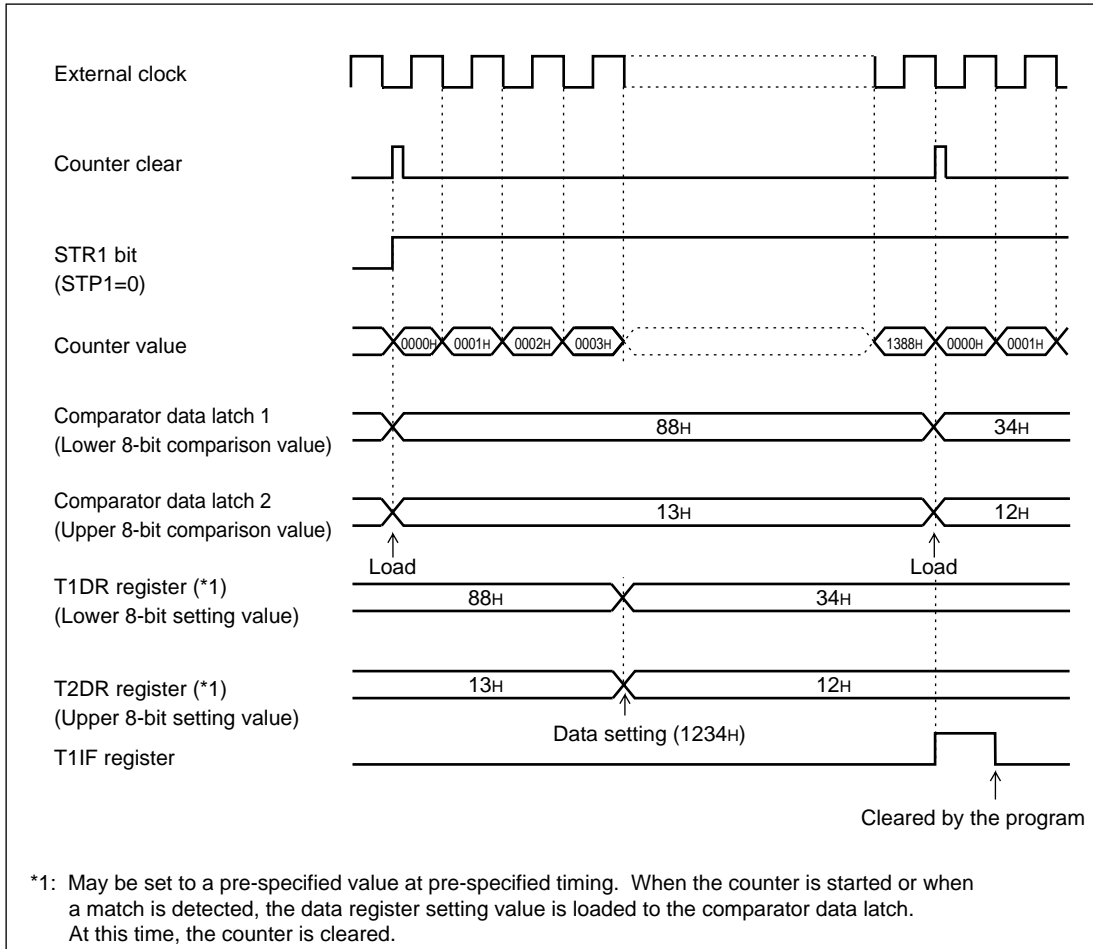 External clock
Counter clear
STR1 bit
(STP1=0)
Counter value
0000H 0001H 0002H 0003H 1388H 0000H 0001H
Comparator data latch 1
(Lower 8-bit comparison value)
88H 34H
Comparator data latch 2
(Upper 8-bit comparison value)
13H 12H
Load Load
T1DR register (*1)
(Lower 8-bit setting value)
88H 34H
T2DR register (*1)
(Upper 8-bit setting value)
13H 12H
Data setting (1234H)
T1IF register
Cleared by the program
*1: May be set to a pre-specified value at pre-specified timing. When the counter is started or when
a match is detected, the data register setting value is loaded to the comparator data latch.
At this time, the counter is cleared.